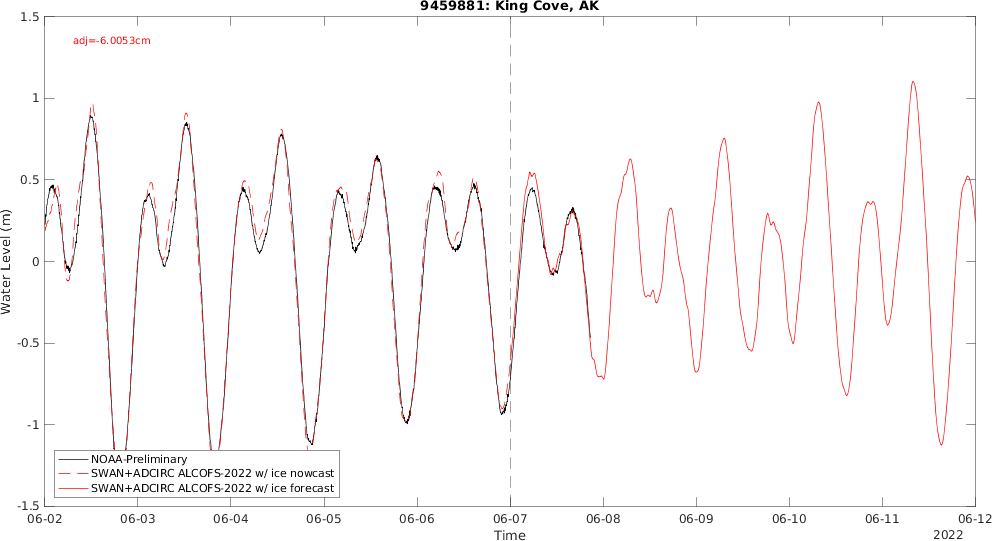 9459881: King Cove, AK
adj=-6.0053cm
1.5
1
0.5
0
-0.5
-1
-1.5
Water Level (m)
NOAA-Preliminary
SWAN+ADCIRC ALCOFS-2022 w/ ice nowcast
SWAN+ADCIRC ALCOFS-2022 w/ ice forecast
06-02 06-03 06-04 06-05 06-06 06-07 06-08 06-09 06-10 06-11 06-12
Time
2022